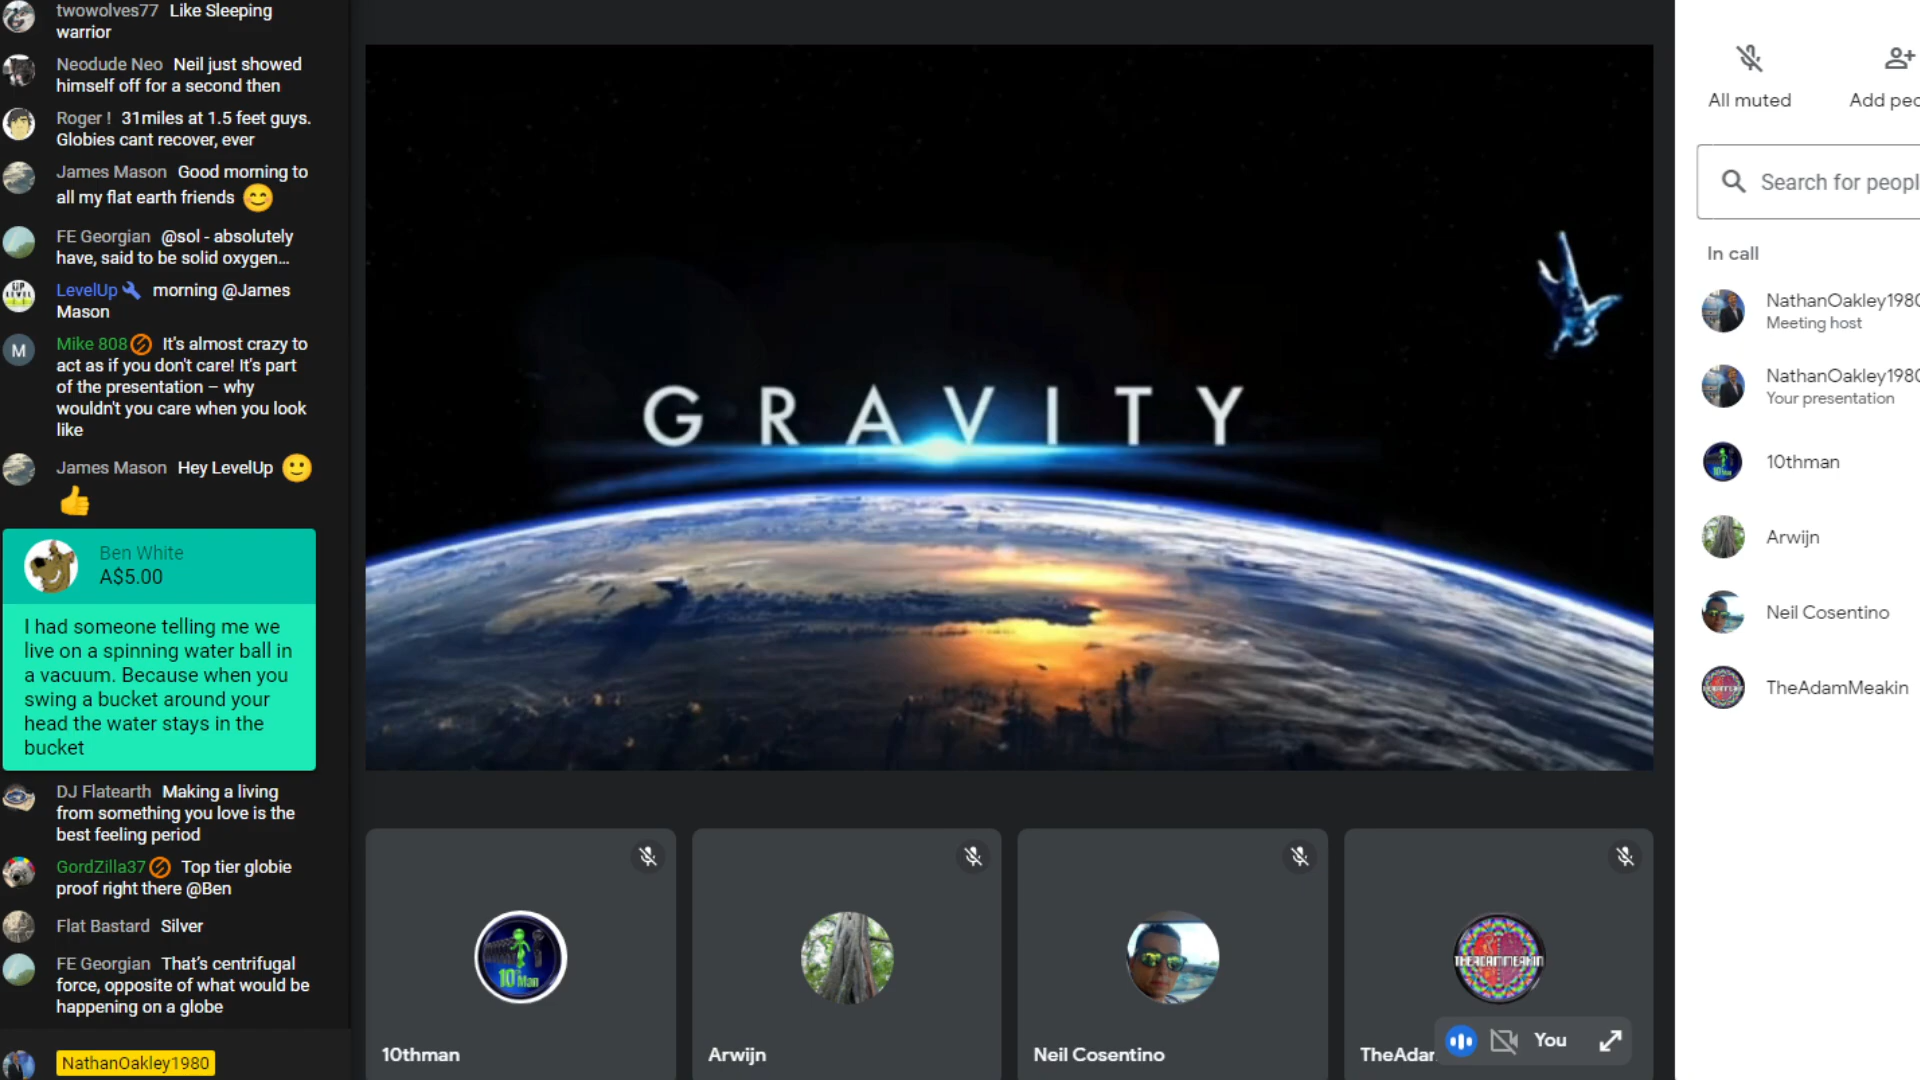 twowolves77 Like Sleeping
warrior
Neodude Neo Neil just showed
himself off for a second then
Roger ! 31miles at 1.5 feet guys.
Globies cant recover, ever
James Mason Good morning to
all my flat earth friends 😊
FE Georgian @sol - absolutely
have, said to be solid oxygen...
LevelUp morning @James
Mason
M
Mike 808 It's almost crazy to
act as if you don't care! It's part
of the presentation – why
wouldn't you care when you look
like
James Mason Hey LevelUp 🙂
👍
Ben White
A$5.00
I had someone telling me we
live on a spinning water ball in
a vacuum. Because when you
swing a bucket around your
head the water stays in the
bucket
DJ Flatearth Making a living
from something you love is the
best feeling period
GordZilla37 Top tier globie
proof right there @Ben
Flat Bastard Silver
FE Georgian That's centrifugal
force, opposite of what would be
happening on a globe
NathanOakley1980
GRAVITY
10 Man
THEADAMMEAKIN
10thman
Arwijn
Neil Cosentino
TheAdar
You
All muted
Add peo
Search for peopl
In call
NathanOakley1980
Meeting host
NathanOakley1980
Your presentation
10thman
Arwijn
Neil Cosentino
TheAdamMeakin